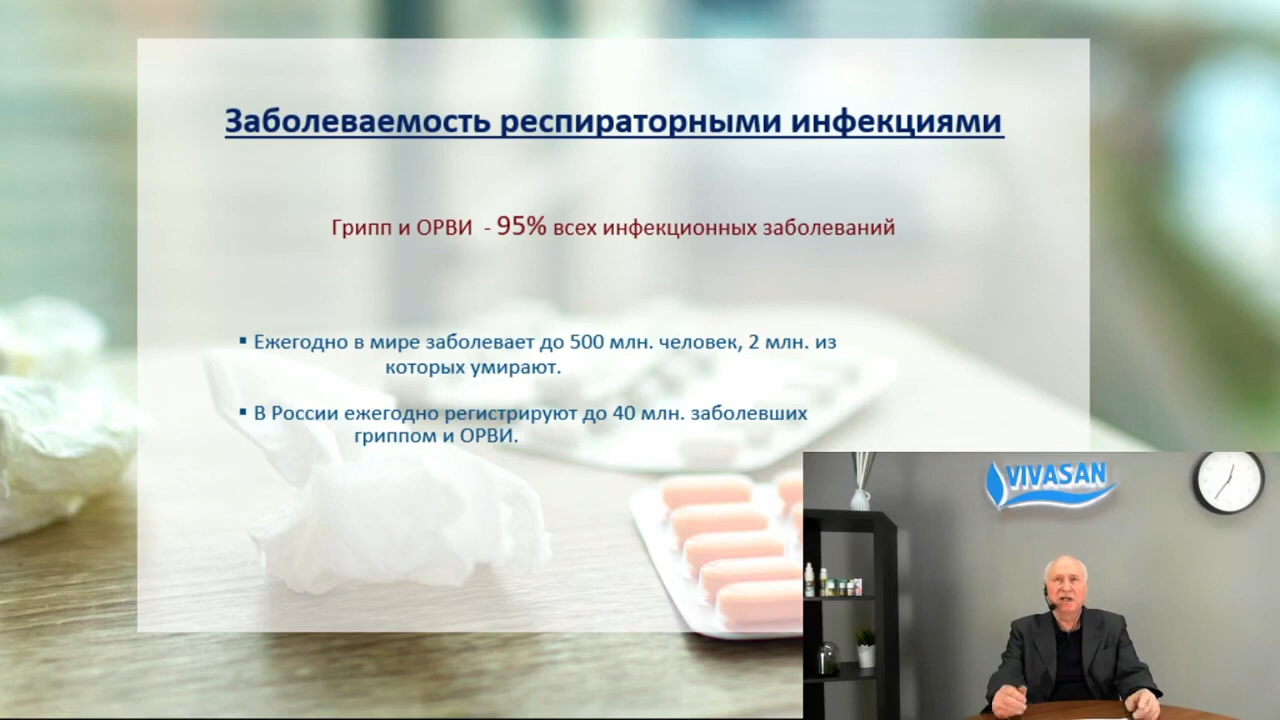 Заболеваемость респираторными инфекциями
Грипп и ОРВИ - 95% всех инфекционных заболеваний
▪ Ежегодно в мире заболевает до 500 млн. человек, 2 млн. из
которых умирают.
▪ В России ежегодно регистрируют до 40 млн. заболевших
гриппом и ОРВИ.
VIVASAN